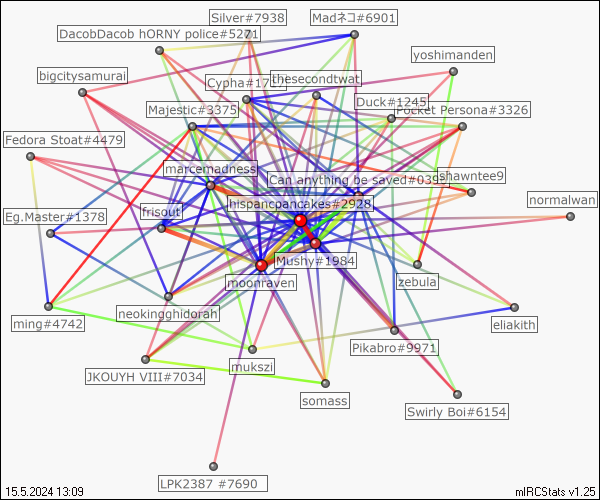 Silver#7938
Madネコ#6901
DacobDacob hORNY police#5271
yoshimanden
bigcitysamurai
thesecondtwat
Majestic#3375
Duck#1245
Pocket Persona#3326
Fedora Stoat#4479
marcemadness
Can anything be saved#039
shawntee9
hispancpancakes#2928
normalwan
Eg.Master#1378
frisout
Mushy#1984
moonraven
zebula
neokingghidorah
eliakith
ming#4742
Pikabro#9971
mukszi
JKOUYH VIII#7034
somass
Swirly Boi#6154
LPK2387 #7690
15.5.2024 13:09
mIRCStats v1.25